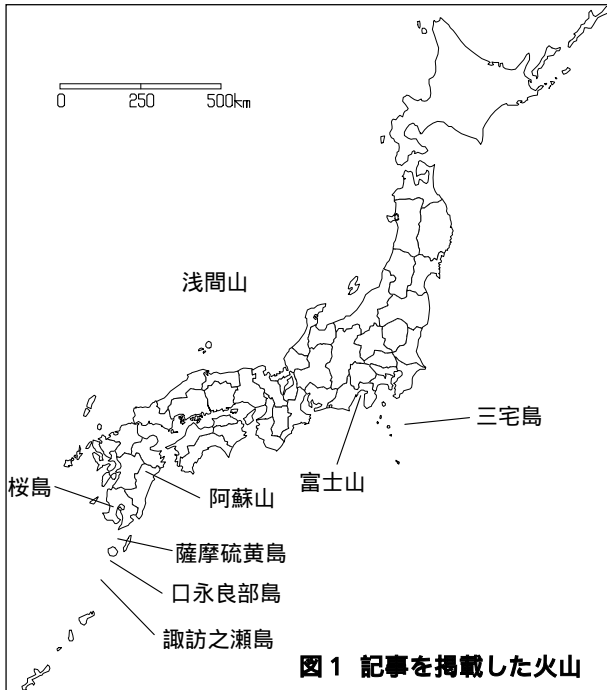 0 250 500km
浅間山
三宅島
富士山
阿蘇山
桜島
薩摩硫黄島
口永良部島
諏訪之瀬島
図1 記事を掲載した火山